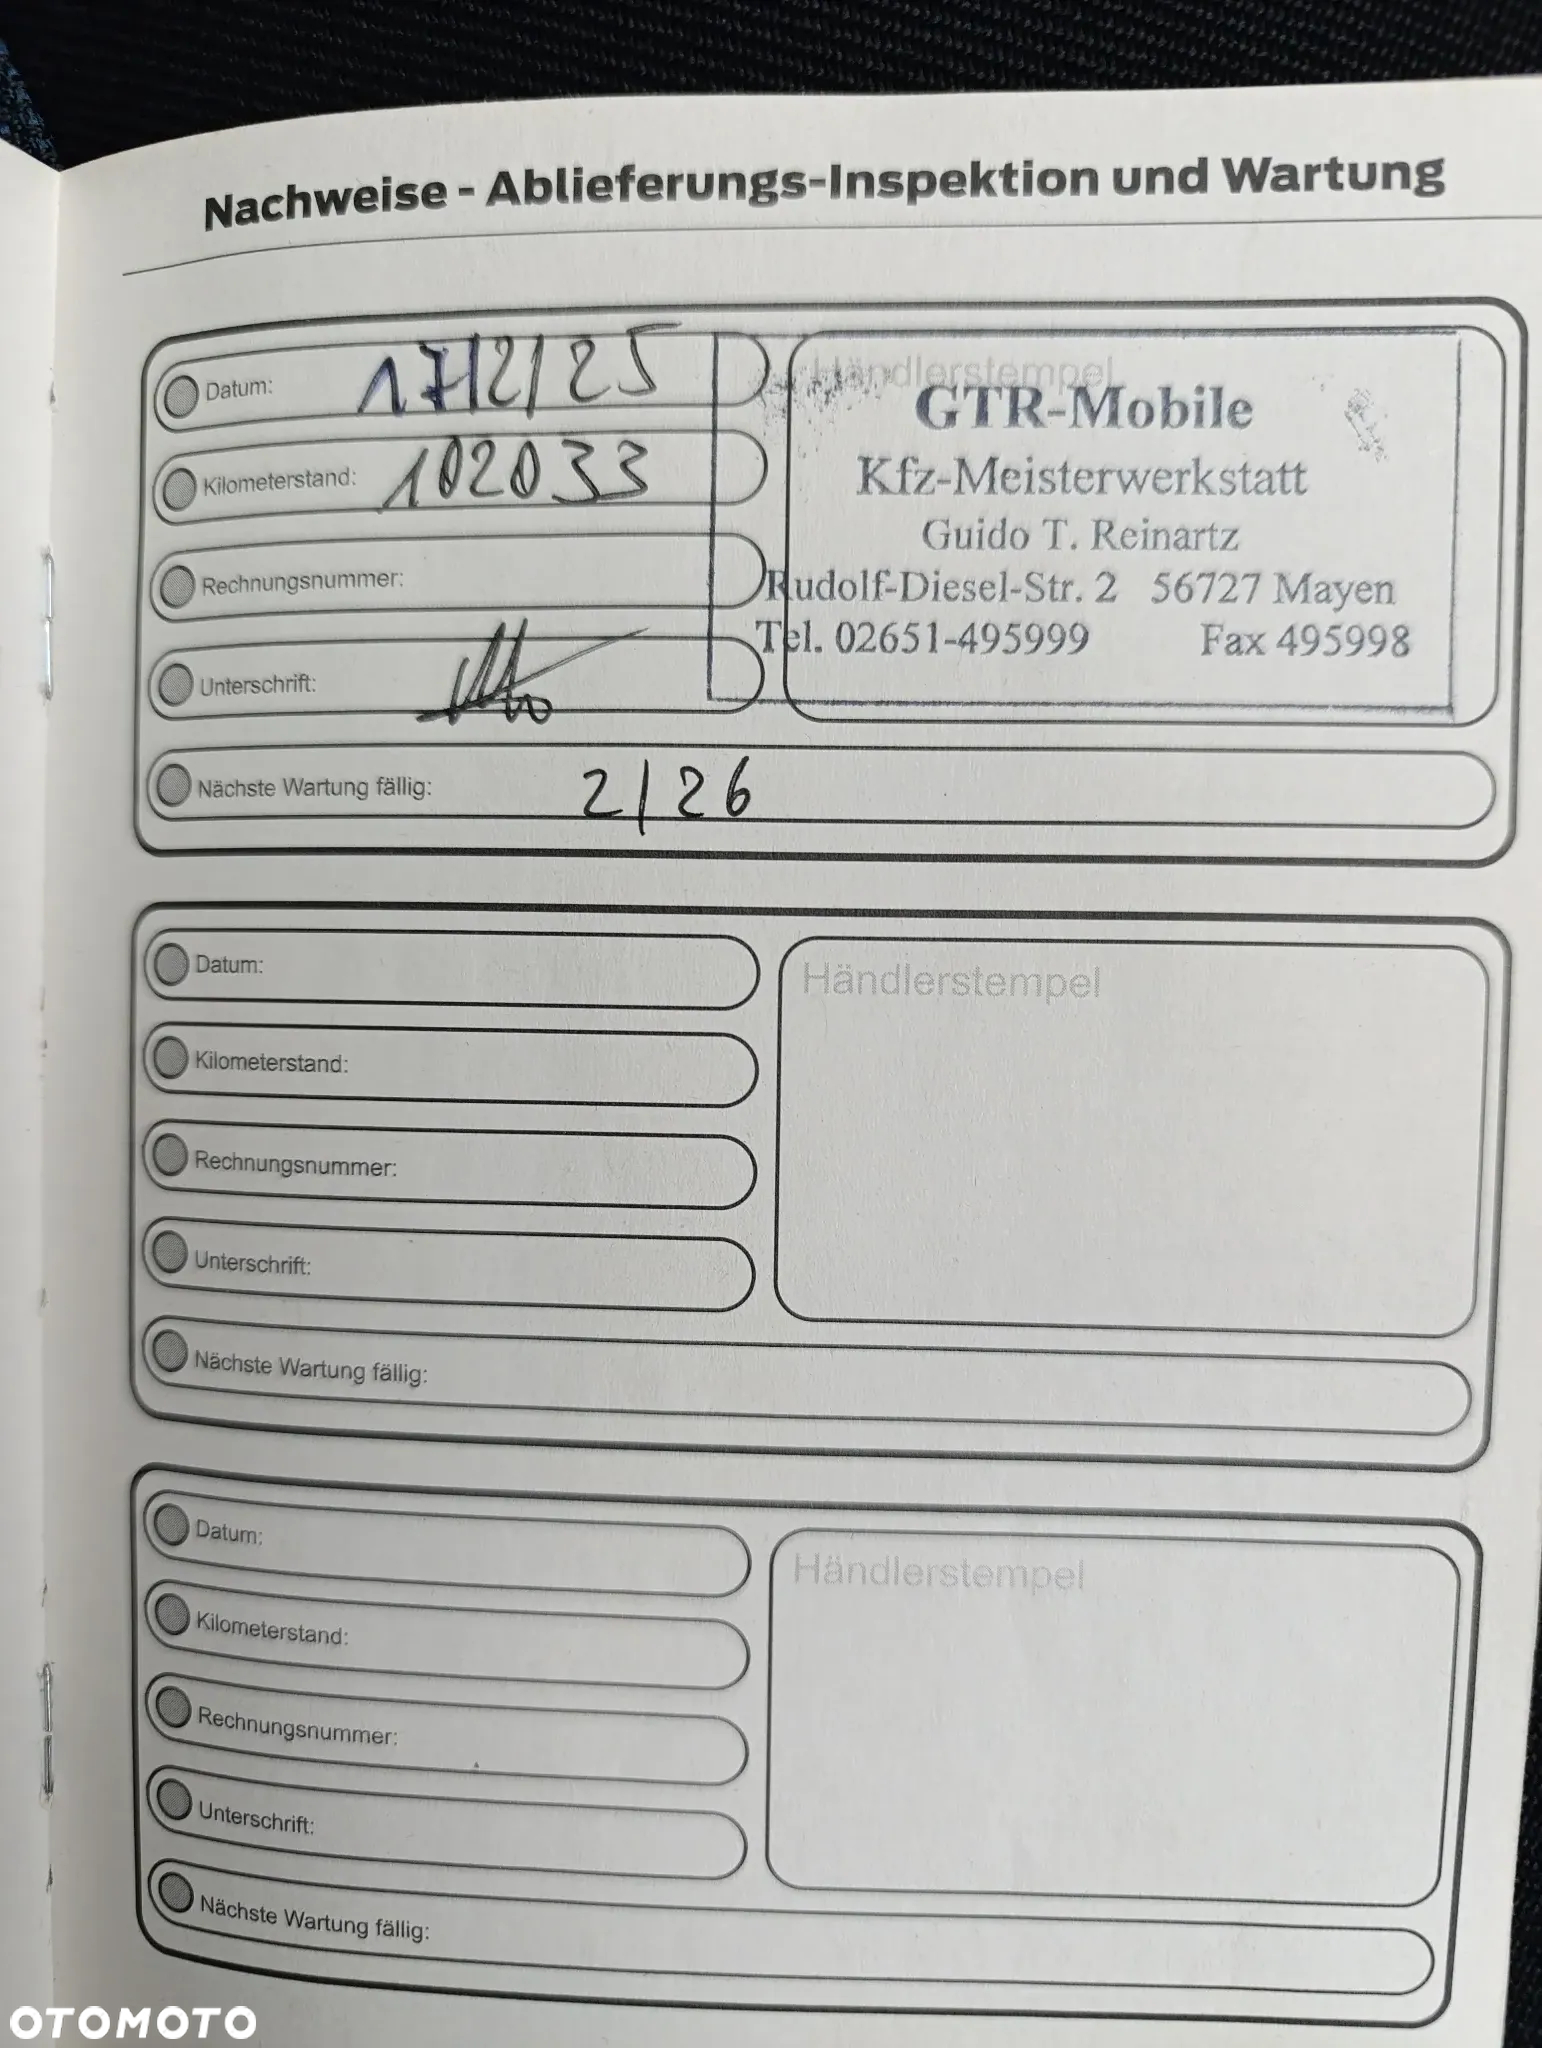 Nachweise - Ablieferungs-Inspektion und Wartung
Datum: 17/2/25
Kilometerstand: 102033
Rechnungsnummer:
Unterschrift:
Händlerstempel
GTR-Mobile
Kfz-Meisterwerkstatt
Guido T. Reinartz
Rudolf-Diesel-Str. 2 56727 Mayen
Tel. 02651-495999 Fax 495998
Nächste Wartung fällig: 2/26
Datum:
Kilometerstand:
Rechnungsnummer:
Unterschrift:
Händlerstempel
Nächste Wartung fällig:
Datum:
Kilometerstand:
Rechnungsnummer:
Unterschrift:
Händlerstempel
Nächste Wartung fällig:
OTOMOTO